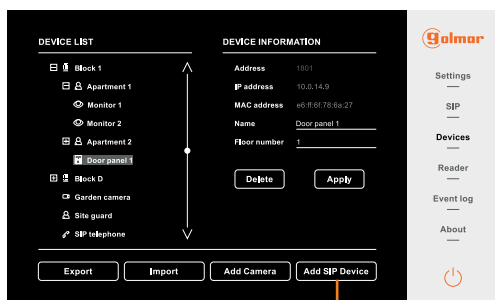 DEVICE LIST
Block 1
Apartment 1
Monitor 1
Monitor 2
Apartment 2
Door panel 1
Block D
Garden camera
Site guard
SIP telephone
DEVICE INFORMATION
Address 1801
IP address 10.0.14.9
MAC address e6:ff:6f:78:6a:27
Name Door panel 1
Floor number 1
Delete Apply
Export Import Add Camera Add SIP Device
golmar
Settings
SIP
Devices
Reader
Event log
About